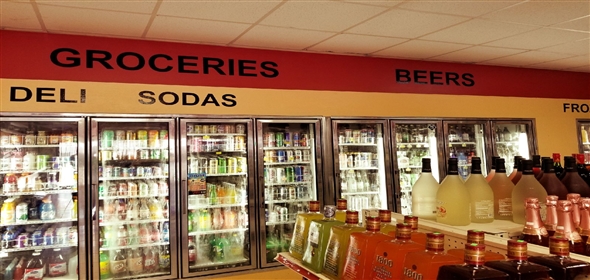 GROCERIES BEERS
DELI SODAS FRO